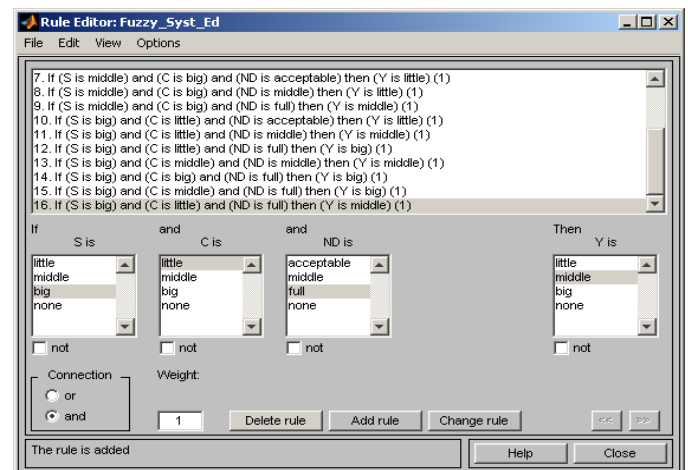 Rule Editor: Fuzzy_Syst_Ed
File Edit View Options
7. If (S is middle) and (C is big) and (ND is acceptable) then (Y is little) (1)
8. If (S is middle) and (C is big) and (ND is middle) then (Y is little) (1)
9. If (S is middle) and (C is big) and (ND is full) then (Y is middle) (1)
10. If (S is big) and (C is little) and (ND is acceptable) then (Y is little) (1)
11. If (S is big) and (C is little) and (ND is middle) then (Y is middle) (1)
12. If (S is big) and (C is little) and (ND is full) then (Y is big) (1)
13. If (S is big) and (C is middle) and (ND is middle) then (Y is middle) (1)
14. If (S is big) and (C is big) and (ND is full) then (Y is big) (1)
15. If (S is big) and (C is middle) and (ND is full) then (Y is big) (1)
16. If (S is big) and (C is little) and (ND is full) then (Y is middle) (1)
If and and Then
S is C is ND is Y is
little little acceptable little
middle middle middle middle
big big full big
none none none none
not not not not
Connection Weight:
or
and 1 Delete rule Add rule Change rule << >>
The rule is added Help Close